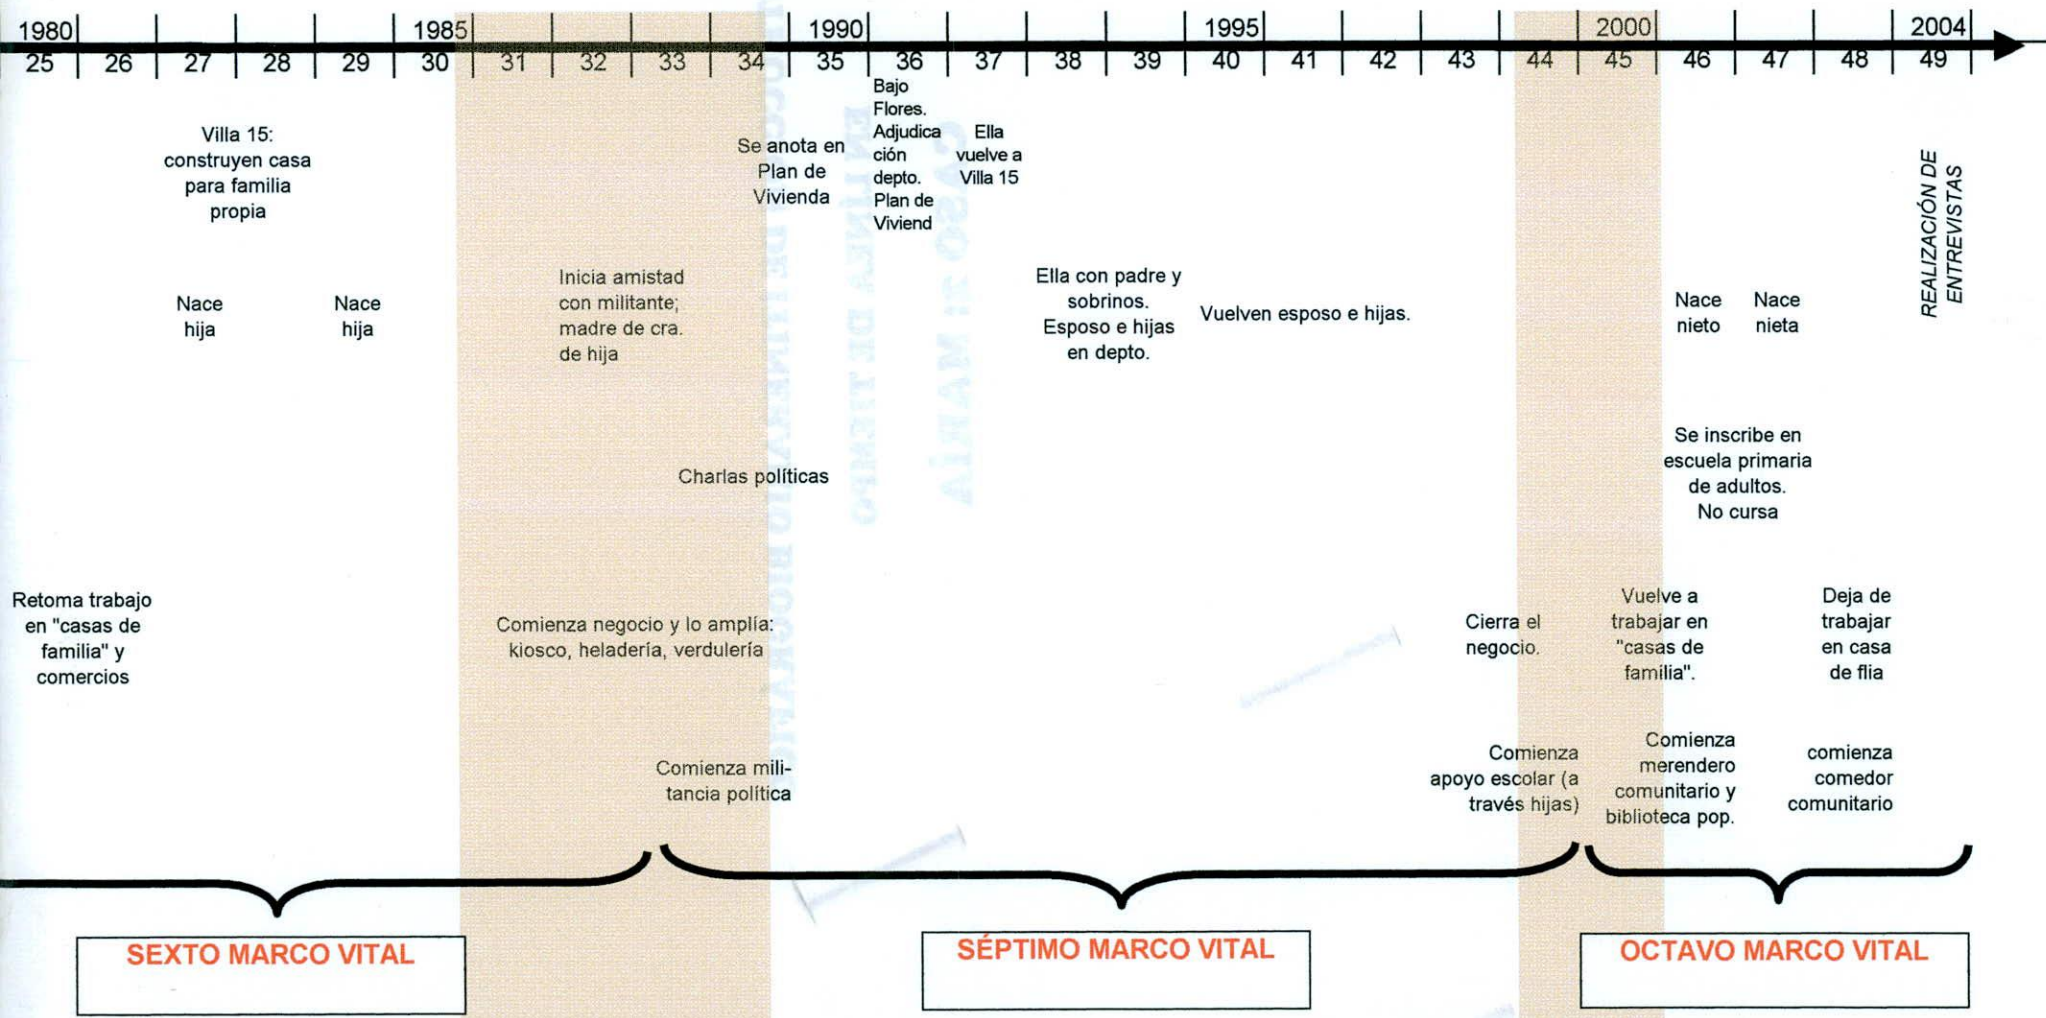 1980 1985 1990 1995 2000 2004
25 26 27 28 29 30 31 32 33 34 35 36 37 38 39 40 41 42 43 44 45 46 47 48 49
Villa 15:
construyen casa
para familia
propia
Se anota en
Plan de
Vivienda
Bajo
Flores.
Adjudica
ción
depto.
Plan de
Viviend
Ella
vuelve a
Villa 15
REALIZACIÓN DE
ENTREVISTAS
Nace
hija
Nace
hija
Inicia amistad
con militante;
madre de cra.
de hija
Ella con padre y
sobrinos.
Esposo e hijas
en depto.
Vuelven esposo e hijas.
Nace
nieto
Nace
nieta
Charlas políticas
Se inscribe en
escuela primaria
de adultos.
No cursa
Retoma trabajo
en "casas de
familia" y
comercios
Comienza negocio y lo amplía:
kiosco, heladería, verdulería
Cierra el
negocio.
Vuelve a
trabajar en
"casas de
familia".
Deja de
trabajar
en casa
de flia
Comienza mili-
tancia política
Comienza
apoyo escolar (a
través hijas)
Comienza
merendero
comunitario y
biblioteca pop.
comienza
comedor
comunitario
SEXTO MARCO VITAL
SÉPTIMO MARCO VITAL
OCTAVO MARCO VITAL
CASO 2: MARÍA
EN LÍNEA DE TIEMPO